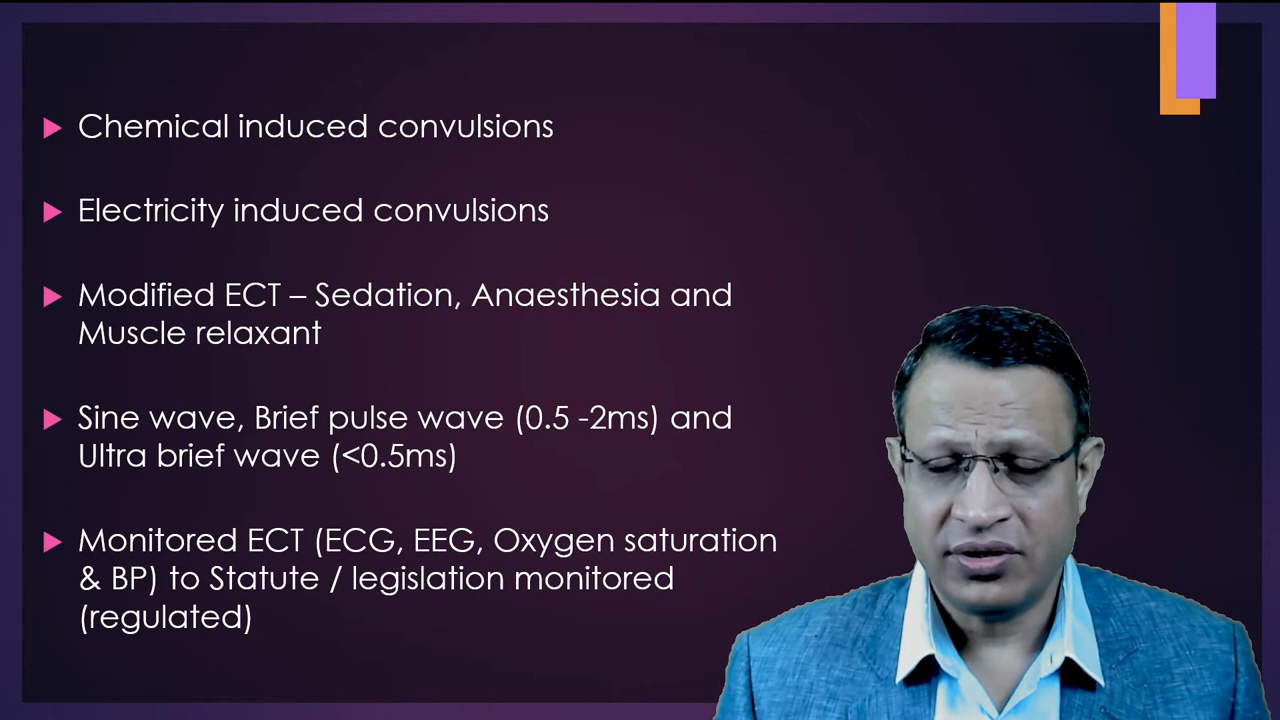 Chemical induced convulsions
Electricity induced convulsions
Modified ECT – Sedation, Anaesthesia and
Muscle relaxant
Sine wave, Brief pulse wave (0.5 -2ms) and
Ultra brief wave (<0.5ms)
Monitored ECT (ECG, EEG, Oxygen saturation
& BP) to Statute / legislation monitored
(regulated)